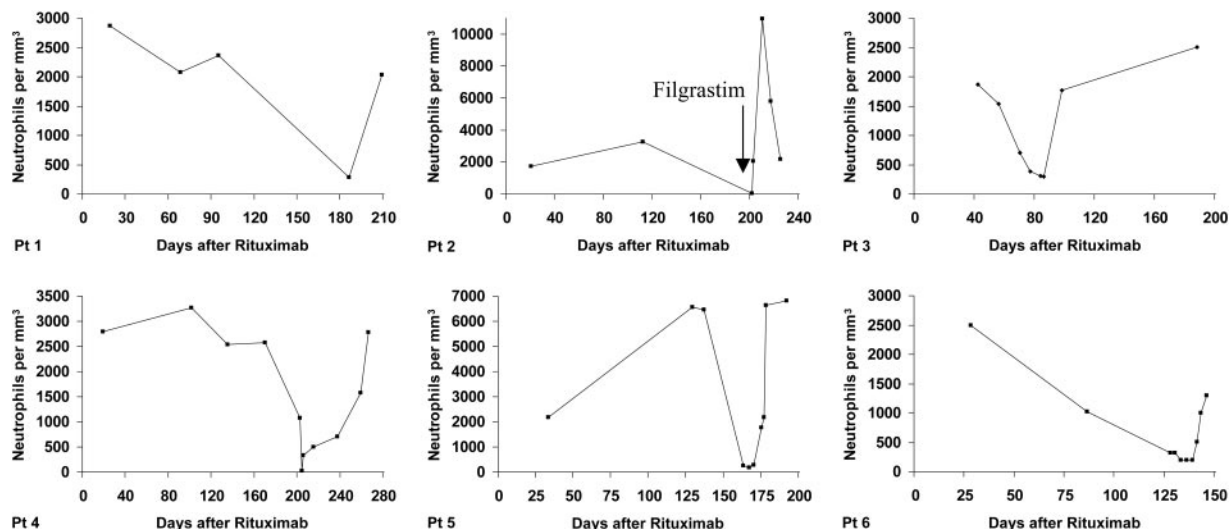 Neutrophils per mm³
3000
2500
2000
1500
1000
500
0
0 30 60 90 120 150 180 210
Pt 1 Days after Rituximab
Neutrophils per mm³
10000
8000
6000
4000
2000
0
Filgrastim
0 40 80 120 160 200 240
Pt 2 Days after Rituximab
Neutrophils per mm³
3000
2500
2000
1500
1000
500
0
0 40 80 120 160 200
Pt 3 Days after Rituximab
Neutrophils per mm³
3500
3000
2500
2000
1500
1000
500
0
0 40 80 120 160 200 240 280
Pt 4 Days after Rituximab
Neutrophils per mm³
7000
6000
5000
4000
3000
2000
1000
0
0 25 50 75 100 125 150 175 200
Pt 5 Days after Rituximab
Neutrophils per mm³
3000
2500
2000
1500
1000
500
0
0 25 50 75 100 125 150
Pt 6 Days after Rituximab